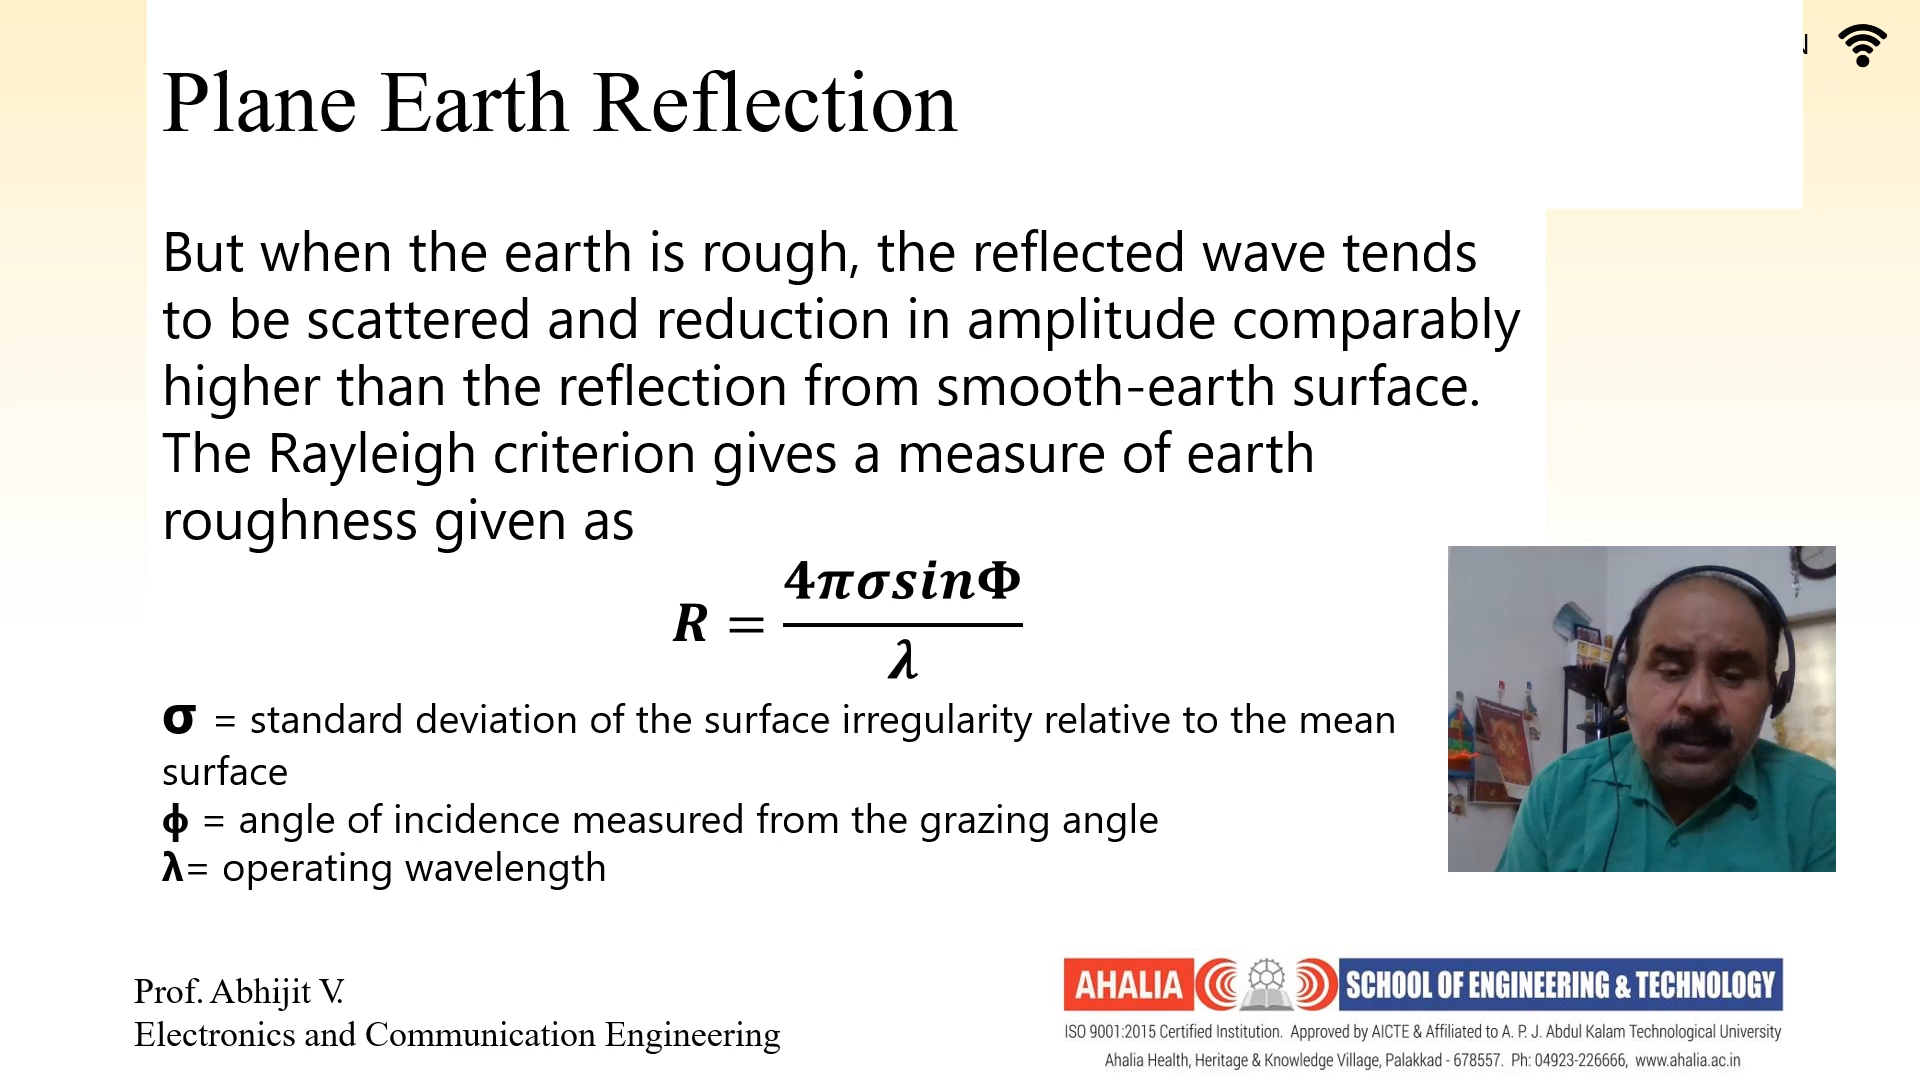 Plane Earth Reflection
But when the earth is rough, the reflected wave tends
to be scattered and reduction in amplitude comparably
higher than the reflection from smooth-earth surface.
The Rayleigh criterion gives a measure of earth
roughness given as
R = 4πσsinΦ / λ
σ = standard deviation of the surface irregularity relative to the mean
surface
ϕ = angle of incidence measured from the grazing angle
λ= operating wavelength
Prof. Abhijit V.
Electronics and Communication Engineering
AHALIA SCHOOL OF ENGINEERING & TECHNOLOGY
ISO 9001:2015 Certified Institution. Approved by AICTE & Affiliated to A. P. J. Abdul Kalam Technological University
Ahalia Health, Heritage & Knowledge Village, Palakkad - 678557. Ph: 04923-226666, www.ahalia.ac.in